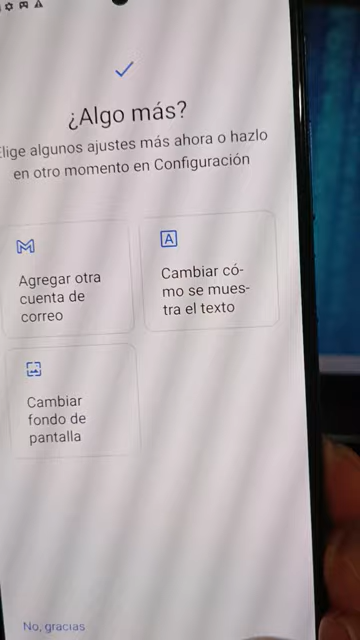 ¿Algo más?
Elige algunos ajustes más ahora o hazlo
en otro momento en Configuración
Agregar otra
cuenta de
correo
A
Cambiar có-
mo se mues-
tra el texto
Cambiar
fondo de
pantalla
No, gracias